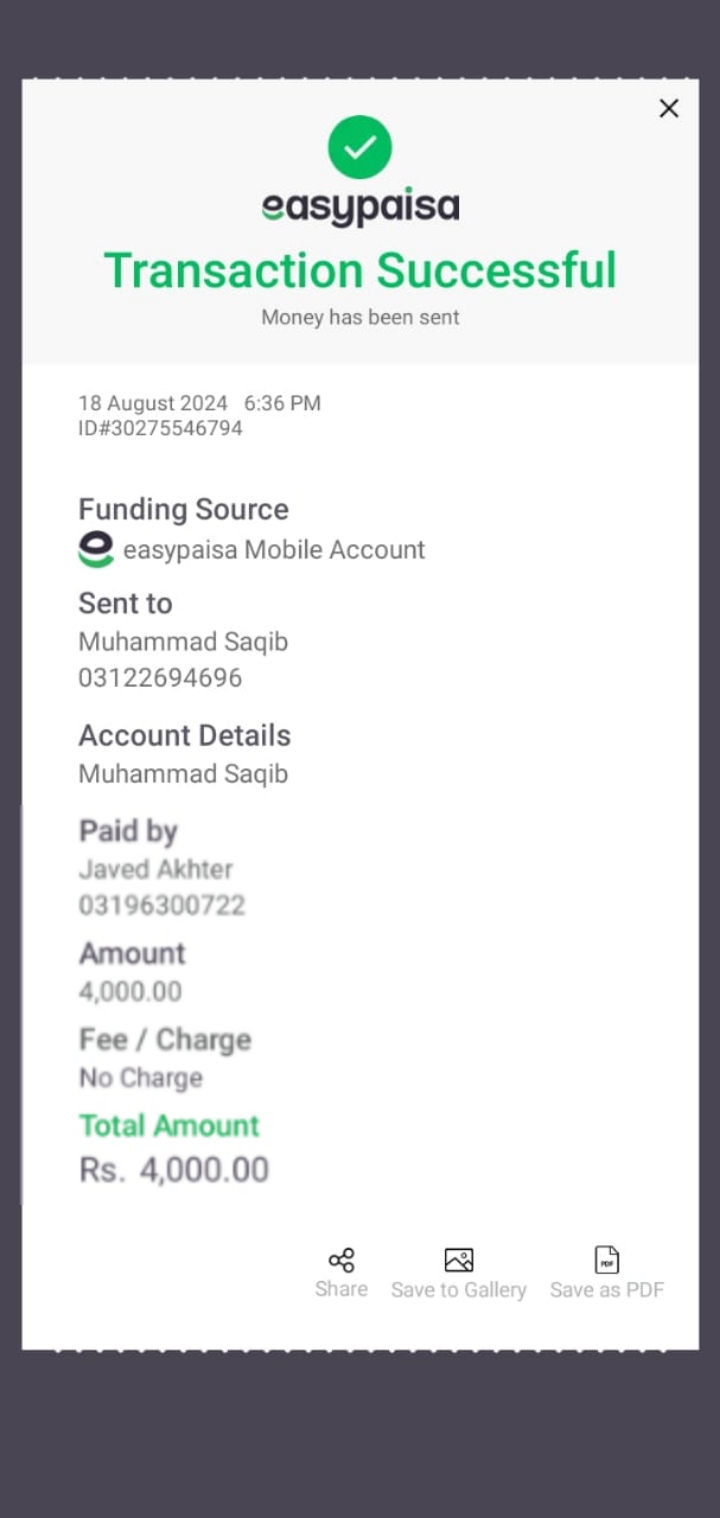 easypaisa
Transaction Successful
Money has been sent
18 August 2024 6:36 PM
ID#30275546794
Funding Source
easypaisa Mobile Account
Sent to
Muhammad Saqib
03122694696
Account Details
Muhammad Saqib
Paid by
Javed Akhter
03196300722
Amount
4,000.00
Fee / Charge
No Charge
Total Amount
Rs. 4,000.00
PDF
Share Save to Gallery Save as PDF